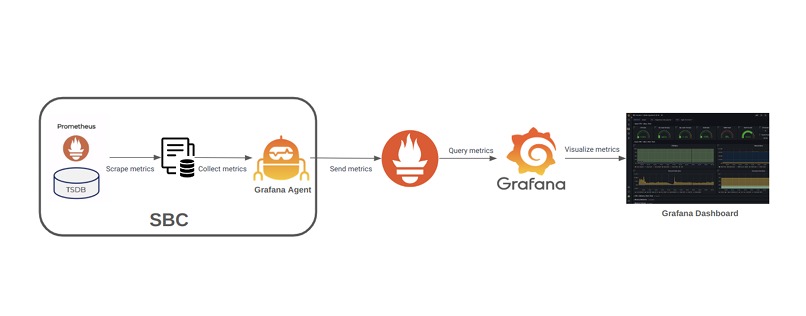 Prometheus
TSDB
Scrape metrics
Collect metrics
Grafana Agent
SBC
Send metrics
Query metrics
Grafana
Visualize metrics
Grafana Dashboard